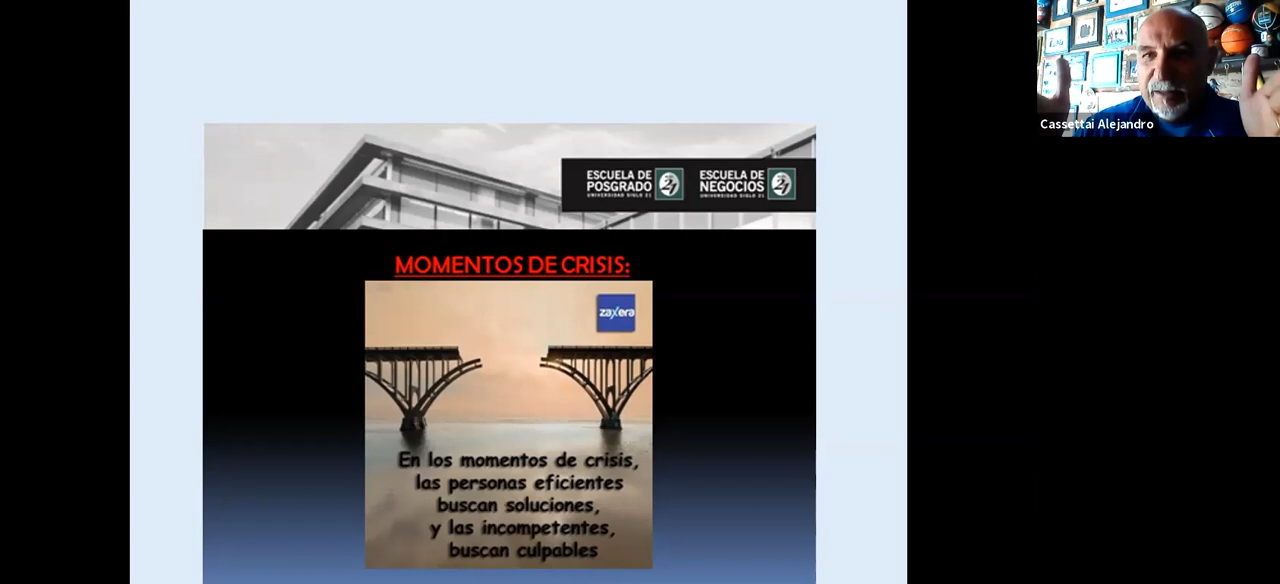 Cassettai Alejandro
ESCUELA DE
POSGRADO
UNIVERSIDAD SIGLO 21
ESCUELA DE
NEGOCIOS
UNIVERSIDAD SIGLO 21
MOMENTOS DE CRISIS:
zaxera
En los momentos de crisis,
las personas eficientes
buscan soluciones,
y las incompetentes,
buscan culpables